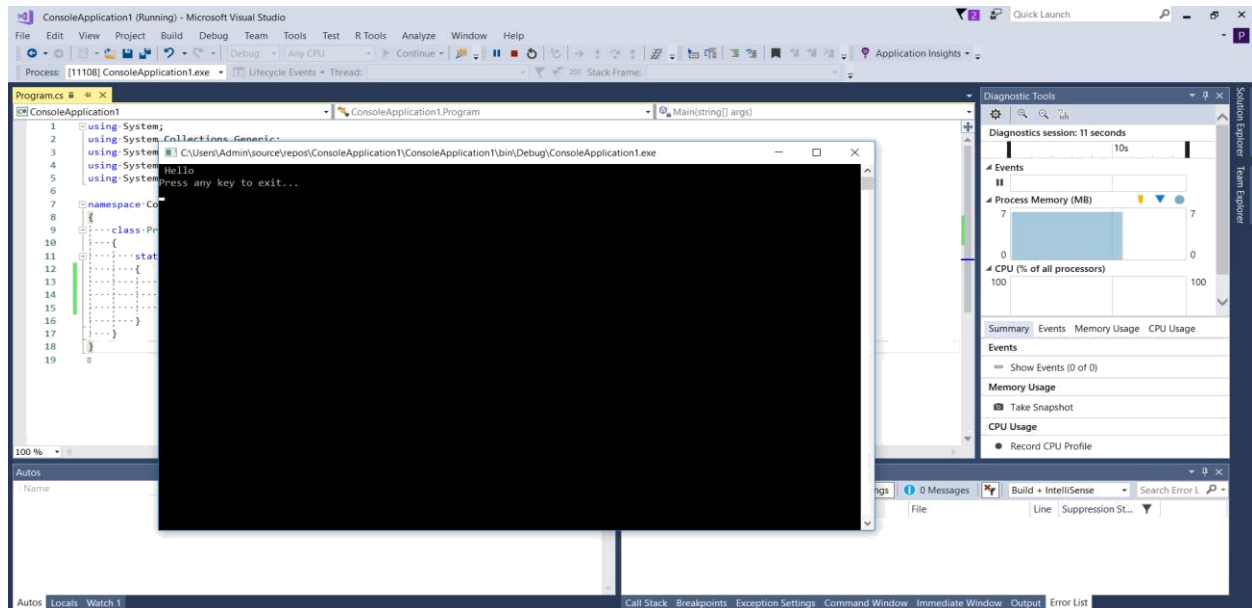 ConsoleApplication1 (Running) - Microsoft Visual Studio
2
Quick Launch
File Edit View Project Build Debug Team Tools Test R Tools Analyze Window Help
P
Debug Any CPU Continue Application Insights
Process: [11108] ConsoleApplication1.exe Lifecycle Events Thread: Stack Frame:
Program.cs
ConsoleApplication1 ConsoleApplication1.Program Main(string[] args)
1 using System;
2 using System.Collections.Generic;
3 using System
4 using System
5 using System
6
7 namespace Co
8 {
9 class Pr
10 {
11 stat
12 {
13
14
15
16 }
17 }
18 }
19
100 %
C:\Users\Admin\source\repos\ConsoleApplication1\ConsoleApplication1\bin\Debug\ConsoleApplication1.exe
Hello
Press any key to exit...
Diagnostic Tools
Diagnostics session: 11 seconds
10s
Events
Process Memory (MB)
7 7
0 0
CPU (% of all processors)
100 100
Summary Events Memory Usage CPU Usage
Events
Show Events (0 of 0)
Memory Usage
Take Snapshot
CPU Usage
Record CPU Profile
Solution Explorer
Team Explorer
Autos
Name
ngs 0 Messages Build + IntelliSense Search Error L
File Line Suppression St...
Autos Locals Watch 1
Call Stack Breakpoints Exception Settings Command Window Immediate Window Output Error List